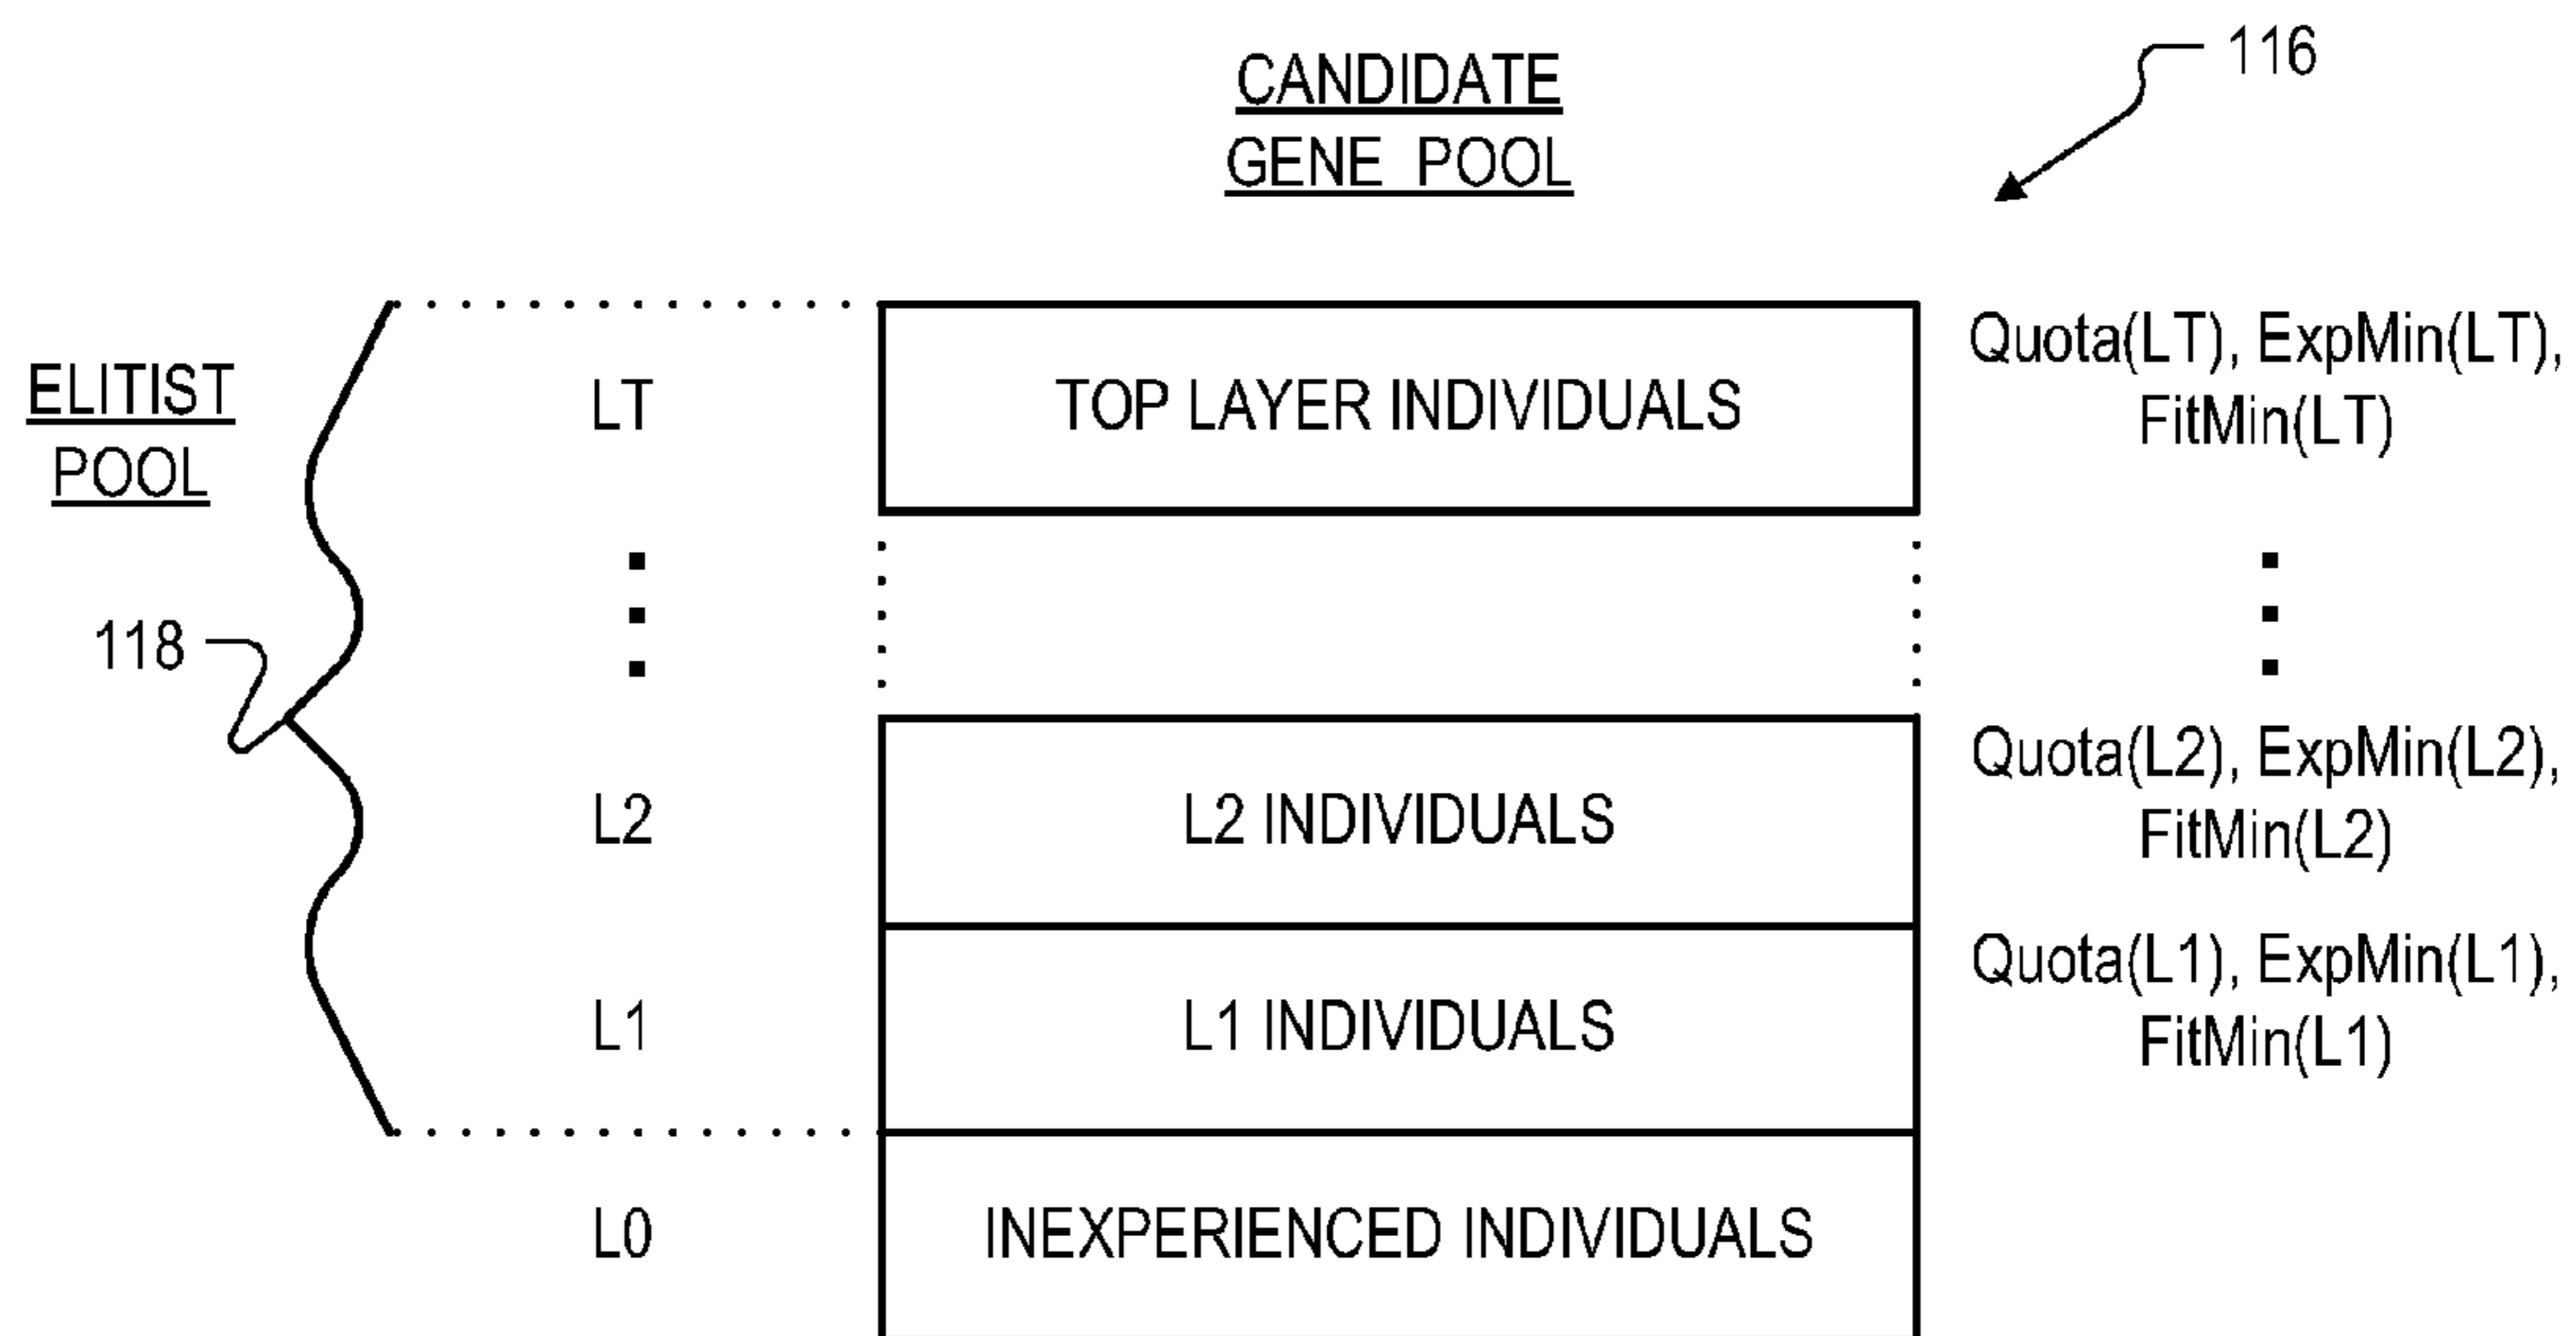 CANDIDATE
GENE POOL
116
ELITIST
POOL
LT
TOP LAYER INDIVIDUALS
Quota(LT), ExpMin(LT),
FitMin(LT)
118
L2
L2 INDIVIDUALS
Quota(L2), ExpMin(L2),
FitMin(L2)
L1
L1 INDIVIDUALS
Quota(L1), ExpMin(L1),
FitMin(L1)
L0
INEXPERIENCED INDIVIDUALS